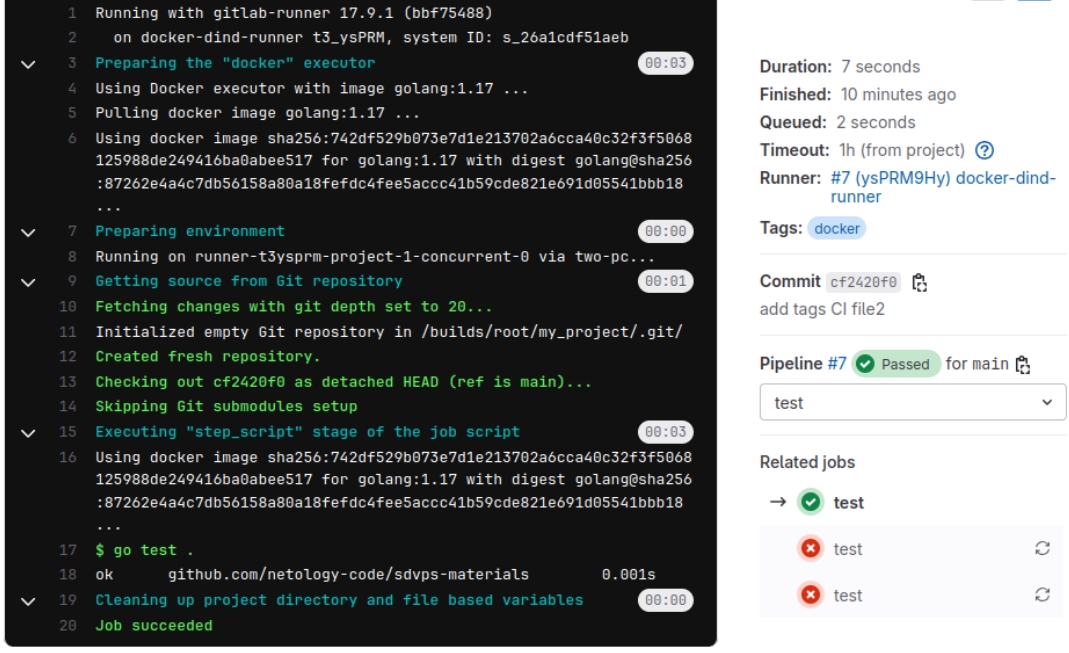 1 Running with gitlab-runner 17.9.1 (bbf75488)
2 on docker-dind-runner t3_ysPRM, system ID: s_26a1cdf51aeb
3 Preparing the "docker" executor 00:03
4 Using Docker executor with image golang:1.17 ...
5 Pulling docker image golang:1.17 ...
6 Using docker image sha256:742df529b073e7d1e213702a6cca40c32f3f5068
125988de249416ba0abee517 for golang:1.17 with digest golang@sha256
:87262e4a4c7db56158a80a18fefdc4fee5accc41b59cde821e691d05541bbb18
...
7 Preparing environment 00:00
8 Running on runner-t3ysprm-project-1-concurrent-0 via two-pc...
9 Getting source from Git repository 00:01
10 Fetching changes with git depth set to 20...
11 Initialized empty Git repository in /builds/root/my_project/.git/
12 Created fresh repository.
13 Checking out cf2420f0 as detached HEAD (ref is main)...
14 Skipping Git submodules setup
15 Executing "step_script" stage of the job script 00:03
16 Using docker image sha256:742df529b073e7d1e213702a6cca40c32f3f5068
125988de249416ba0abee517 for golang:1.17 with digest golang@sha256
:87262e4a4c7db56158a80a18fefdc4fee5accc41b59cde821e691d05541bbb18
...
17 $ go test .
18 ok github.com/netology-code/sdvps-materials 0.001s
19 Cleaning up project directory and file based variables 00:00
20 Job succeeded
Duration: 7 seconds
Finished: 10 minutes ago
Queued: 2 seconds
Timeout: 1h (from project)
Runner: #7 (ysPRM9Hy) docker-dind-
runner
Tags: docker
Commit cf2420f0
add tags CI file2
Pipeline #7 Passed for main
test
Related jobs
→ test
test
test